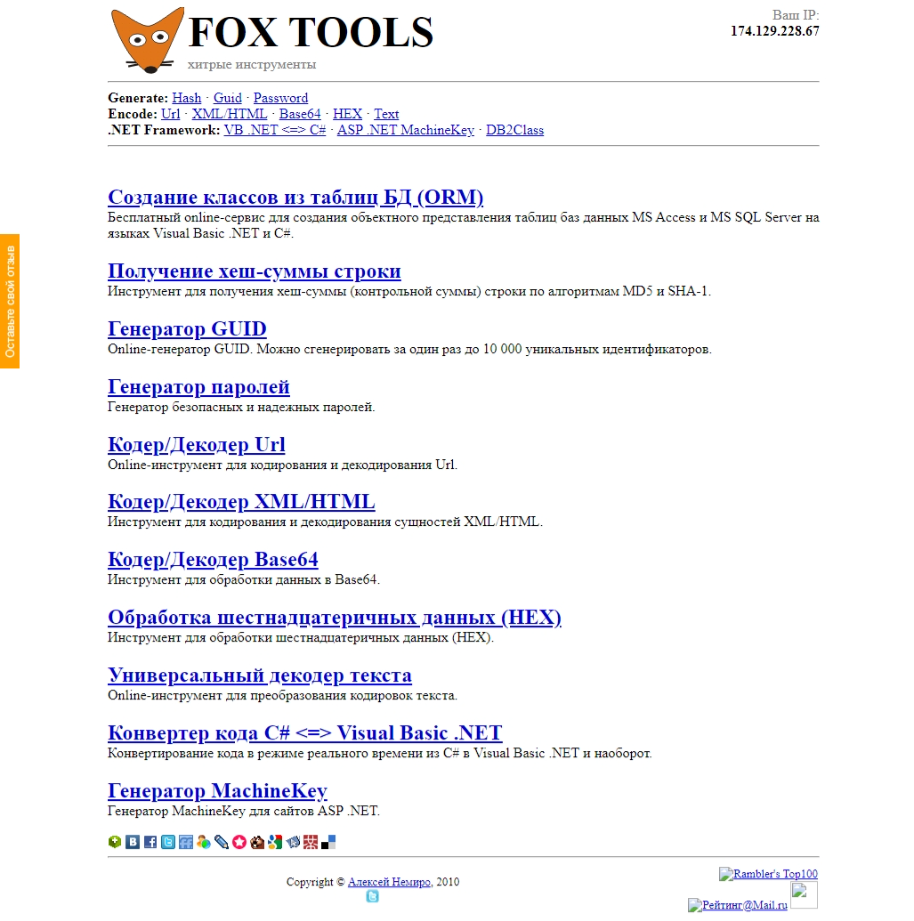 FOX TOOLS
хитрые инструменты
Ваш IP:
174.129.228.67
Generate: Hash · Guid · Password
Encode: Url · XML/HTML · Base64 · HEX · Text
.NET Framework: VB .NET <=> C# · ASP .NET MachineKey · DB2Class
Оставьте свой отзыв
Создание классов из таблиц БД (ORM)
Бесплатный online-сервис для создания объектного представления таблиц баз данных MS Access и MS SQL Server на
языках Visual Basic .NET и C#.
Получение хеш-суммы строки
Инструмент для получения хеш-суммы (контрольной суммы) строки по алгоритмам MD5 и SHA-1.
Генератор GUID
Online-генератор GUID. Можно сгенерировать за один раз до 10 000 уникальных идентификаторов.
Генератор паролей
Генератор безопасных и надежных паролей.
Кодер/Декодер Url
Online-инструмент для кодирования и декодирования Url.
Кодер/Декодер XML/HTML
Инструмент для кодирования и декодирования сущностей XML/HTML.
Кодер/Декодер Base64
Инструмент для обработки данных в Base64.
Обработка шестнадцатеричных данных (HEX)
Инструмент для обработки шестнадцатеричных данных (HEX).
Универсальный декодер текста
Online-инструмент для преобразования кодировок текста.
Конвертер кода C# <=> Visual Basic .NET
Конвертирование кода в режиме реального времени из C# в Visual Basic .NET и наоборот.
Генератор MachineKey
Генератор MachineKey для сайтов ASP .NET.
Copyright © Алексей Немиро, 2010
Rambler's Top100
Рейтинг@Mail.ru